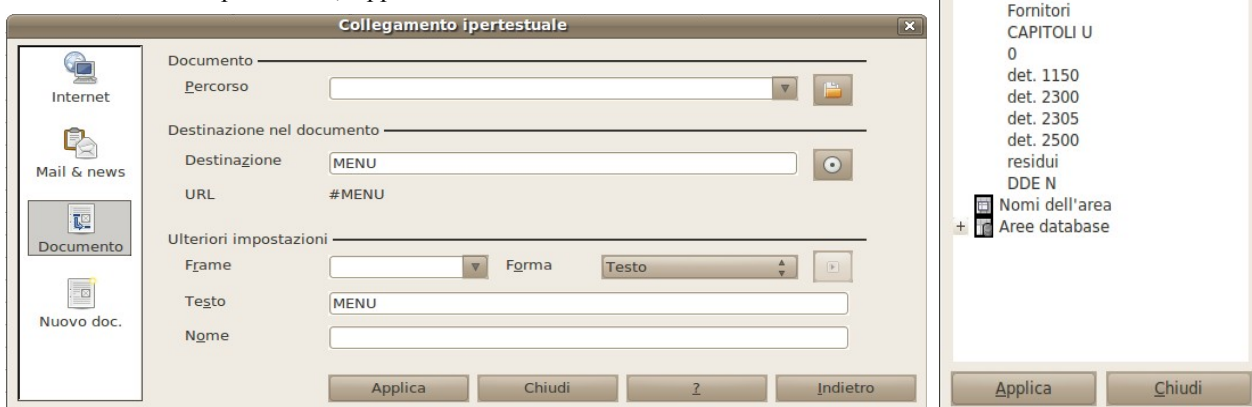 Collegamento ipertestuale
Internet
Mail & news
Documento
Nuovo doc.
Documento
Percorso
Destinazione nel documento
Destinazione MENU
URL #MENU
Ulteriori impostazioni
Frame Forma Testo
Testo MENU
Nome
Applica Chiudi ? Indietro
Fornitori
CAPITOLI U
0
det. 1150
det. 2300
det. 2305
det. 2500
residui
DDE N
Nomi dell'area
+ Aree database
Applica Chiudi